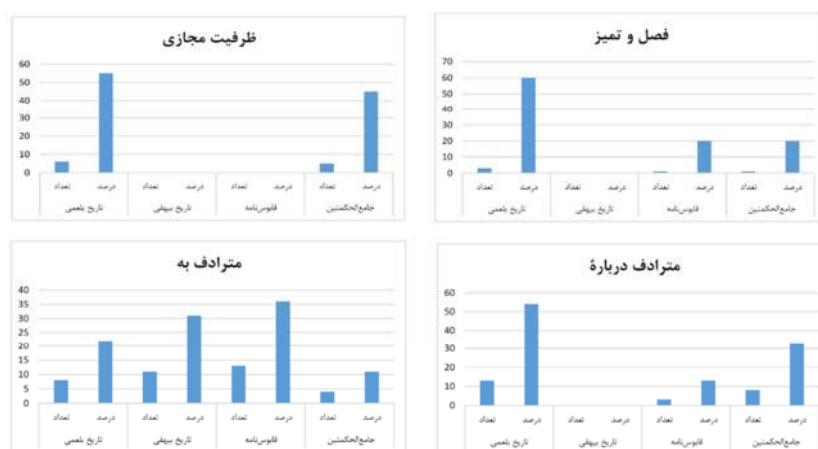 فصل و تمیز
70
60
50
40
30
20
10
0
تعداد درصد تعداد درصد تعداد درصد تعداد درصد
تاریخ بلعمی تاریخ بیهقی قابوس‌نامه جامع‌الحکمتین
ظرفیت مجازی
60
50
40
30
20
10
0
تعداد درصد تعداد درصد تعداد درصد تعداد درصد
تاریخ بلعمی تاریخ بیهقی قابوس‌نامه جامع‌الحکمتین
مترادف دربارهٔ
60
50
40
30
20
10
0
تعداد درصد تعداد درصد تعداد درصد تعداد درصد
تاریخ بلعمی تاریخ بیهقی قابوس‌نامه جامع‌الحکمتین
مترادف به
40
35
30
25
20
15
10
5
0
تعداد درصد تعداد درصد تعداد درصد تعداد درصد
تاریخ بلعمی تاریخ بیهقی قابوس‌نامه جامع‌الحکمتین